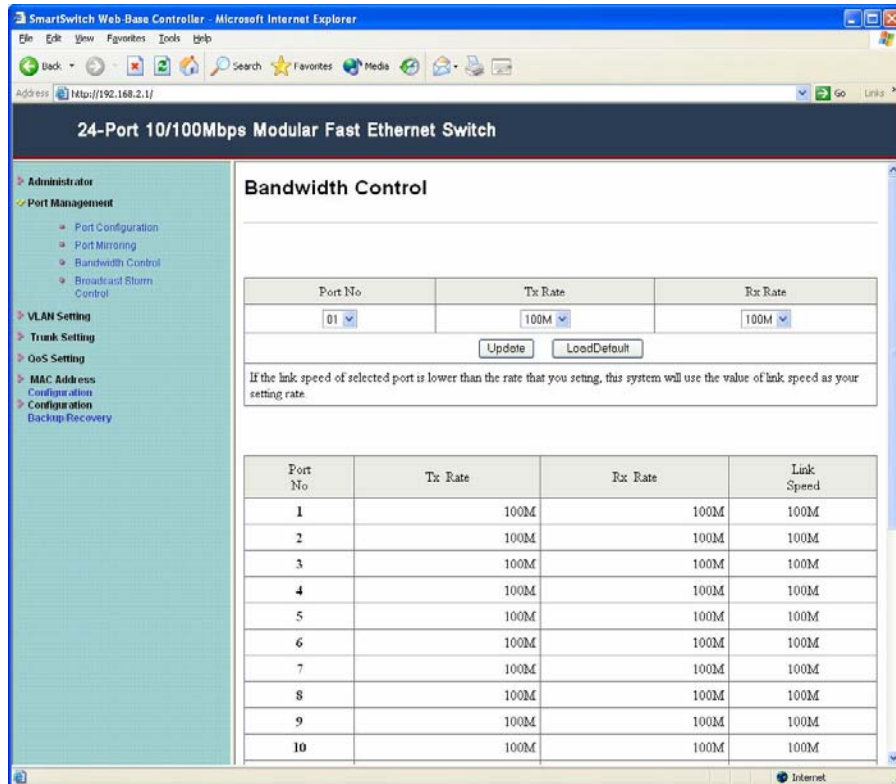 SmartSwitch Web-Base Controller - Microsoft Internet Explorer
File Edit View Favorites Tools Help
Back Search Favorites Media
Address http://192.168.2.1/ Go Links
24-Port 10/100Mbps Modular Fast Ethernet Switch
Administrator
Port Management
Port Configuration
Port Mirroring
Bandwidth Control
Broadcast Storm
Control
VLAN Setting
Trunk Setting
QoS Setting
MAC Address
Configuration
Configuration
Backup/Recovery
Bandwidth Control
Port No Tx Rate Rx Rate
01 100M 100M
Update LoadDefault
If the link speed of selected port is lower than the rate that you seting, this system will use the value of link speed as your
setting rate.
Port
No Tx Rate Rx Rate Link
Speed
1 100M 100M 100M
2 100M 100M 100M
3 100M 100M 100M
4 100M 100M 100M
5 100M 100M 100M
6 100M 100M 100M
7 100M 100M 100M
8 100M 100M 100M
9 100M 100M 100M
10 100M 100M 100M
Internet